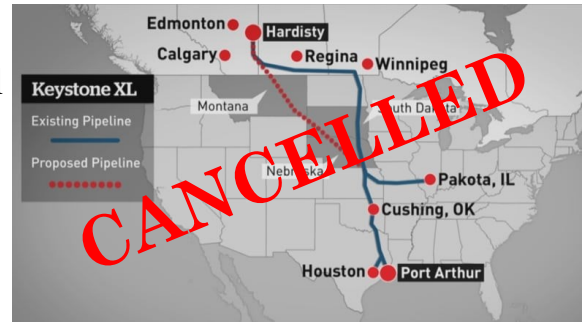 Edmonton
Hardisty
Calgary
Regina
Winnipeg
Keystone XL
Existing Pipeline
Proposed Pipeline
Montana
South Dakota
Nebraska
CANCELLED
Pakota, IL
Cushing, OK
Houston
Port Arthur